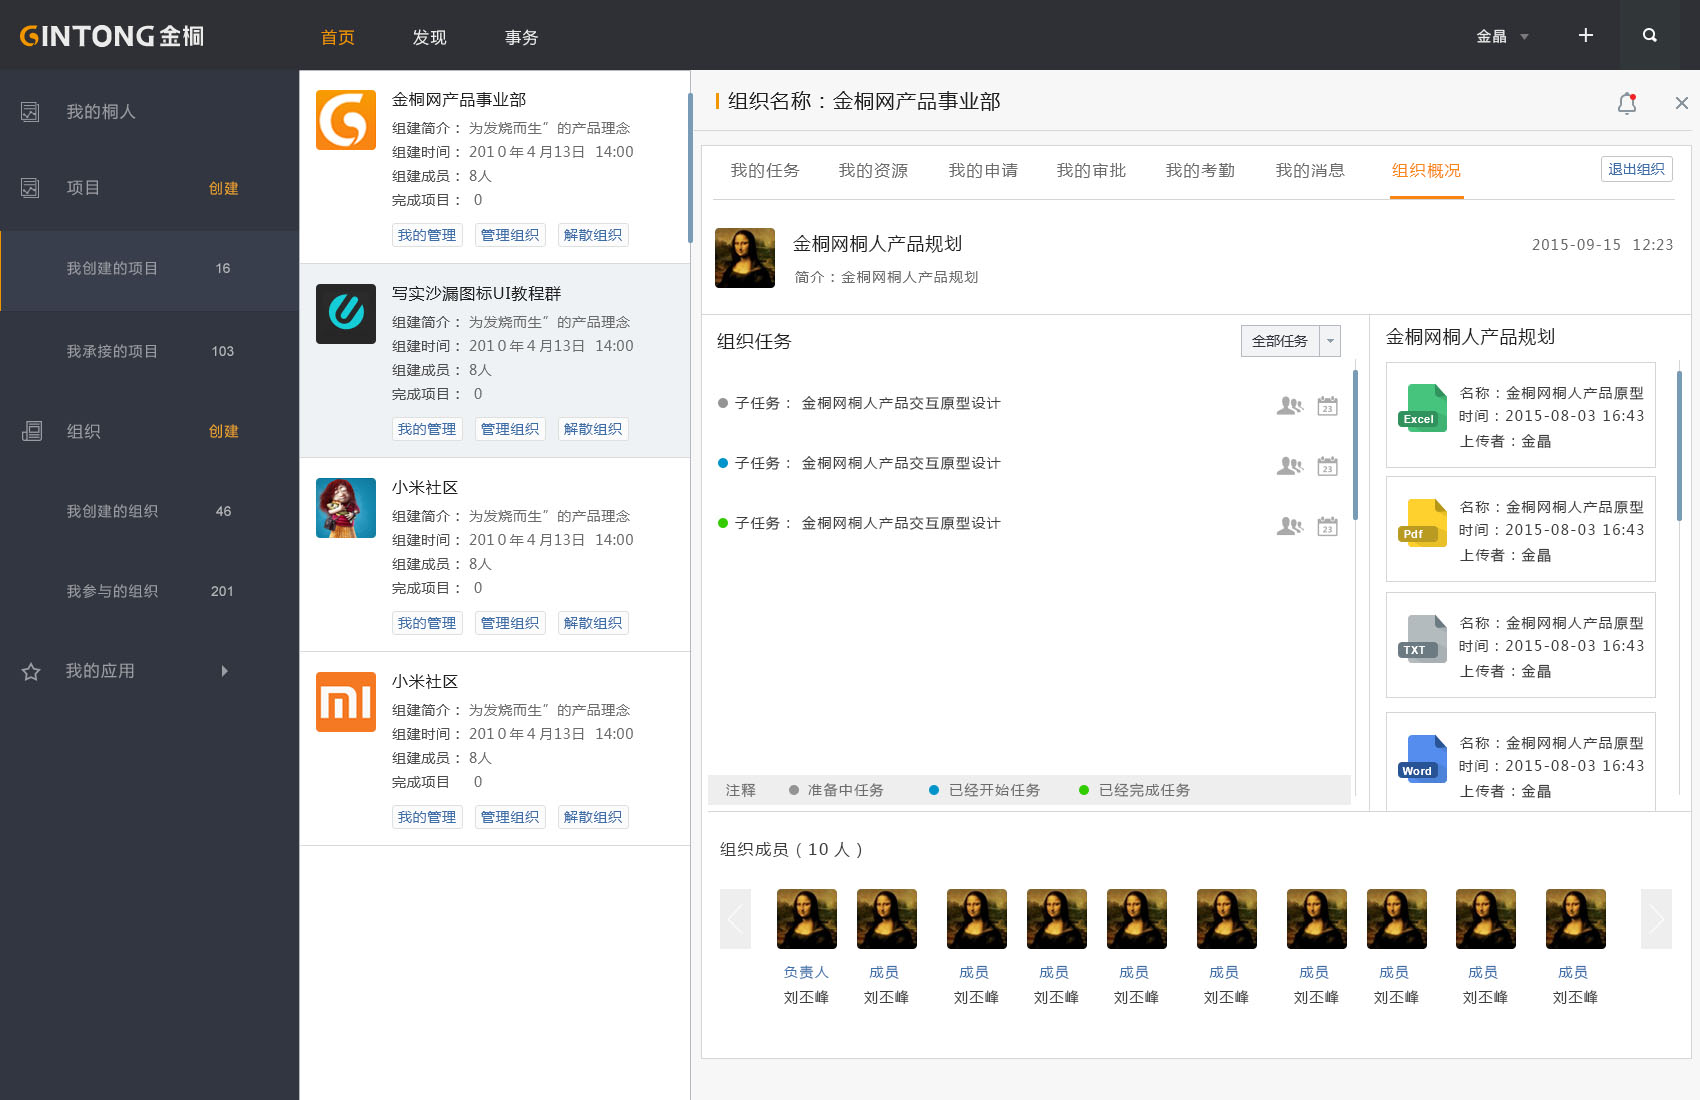 GINTONG金桐
首页
发现
事务
金晶
我的桐人
项目
创建
我创建的项目
16
我承接的项目
103
组织
创建
我创建的组织
46
我参与的组织
201
我的应用
金桐网产品事业部
组建简介： 为发烧而生”的产品理念
组建时间： 2010年4月13日 14:00
组建成员： 8人
完成项目： 0
我的管理
管理组织
解散组织
写实沙漏图标UI教程群
组建简介： 为发烧而生”的产品理念
组建时间： 2010年4月13日 14:00
组建成员： 8人
完成项目： 0
我的管理
管理组织
解散组织
小米社区
组建简介： 为发烧而生”的产品理念
组建时间： 2010年4月13日 14:00
组建成员： 8人
完成项目： 0
我的管理
管理组织
解散组织
mi
小米社区
组建简介： 为发烧而生”的产品理念
组建时间： 2010年4月13日 14:00
组建成员： 8人
完成项目 0
我的管理
管理组织
解散组织
组织名称：金桐网产品事业部
我的任务
我的资源
我的申请
我的审批
我的考勤
我的消息
组织概况
退出组织
金桐网桐人产品规划
2015-09-15 12:23
简介：金桐网桐人产品规划
组织任务
全部任务
子任务： 金桐网桐人产品交互原型设计
23
子任务： 金桐网桐人产品交互原型设计
23
子任务： 金桐网桐人产品交互原型设计
23
注释
准备中任务
已经开始任务
已经完成任务
金桐网桐人产品规划
Excel
名称：金桐网桐人产品原型
时间：2015-08-03 16:43
上传者：金晶
Pdf
名称：金桐网桐人产品原型
时间：2015-08-03 16:43
上传者：金晶
TXT
名称：金桐网桐人产品原型
时间：2015-08-03 16:43
上传者：金晶
Word
名称：金桐网桐人产品原型
时间：2015-08-03 16:43
上传者：金晶
组织成员（10 人）
负责人
成员
成员
成员
成员
成员
成员
成员
成员
成员
刘丕峰
刘丕峰
刘丕峰
刘丕峰
刘丕峰
刘丕峰
刘丕峰
刘丕峰
刘丕峰
刘丕峰